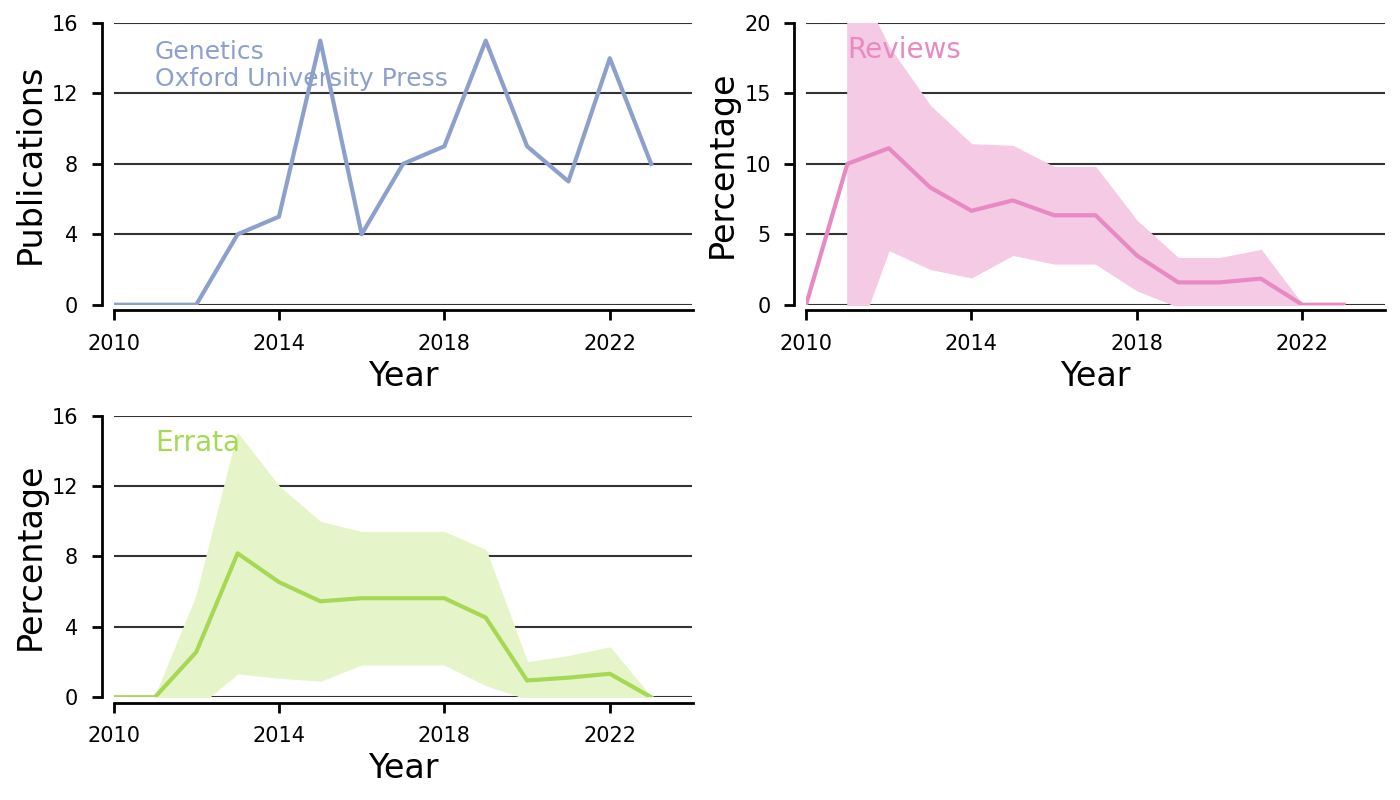 16
12
8
4
0
Publications
Genetics
Oxford University Press
2010 2014 2018 2022
Year
20
15
10
5
0
Percentage
Reviews
2010 2014 2018 2022
Year
16
12
8
4
0
Percentage
Errata
2010 2014 2018 2022
Year